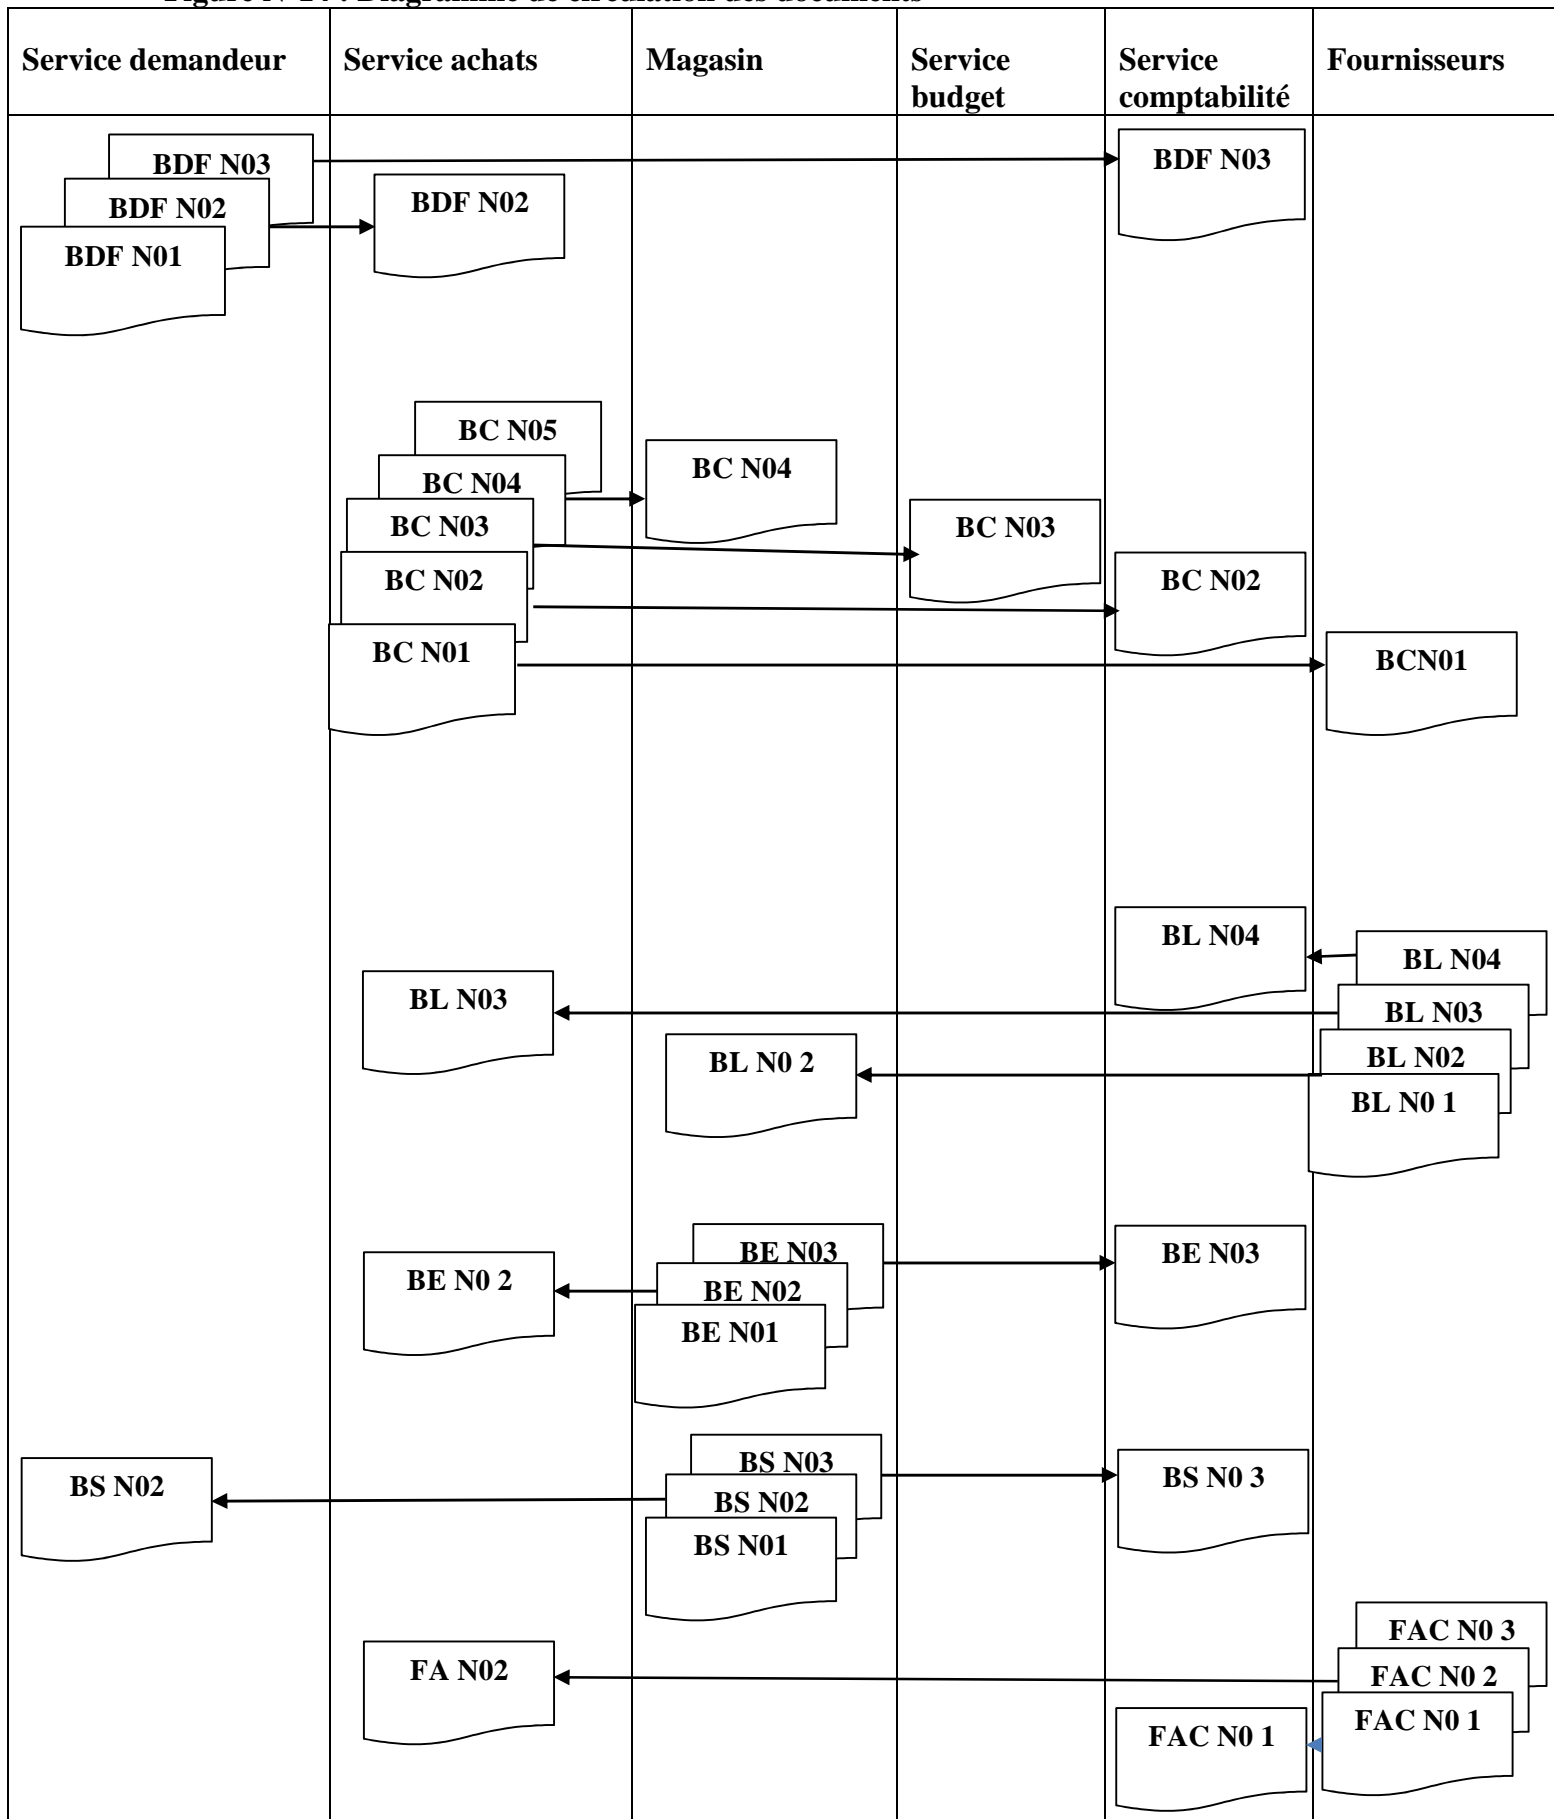 Service demandeur
Service achats
Magasin
Service
budget
Service
comptabilité
Fournisseurs
BDF N03
BDF N02
BDF N01
BDF N02
BDF N03
BC N05
BC N04
BC N03
BC N02
BC N01
BC N04
BC N03
BC N02
BCN01
BL N04
BL N04
BL N03
BL N03
BL N0 2
BL N02
BL N0 1
BE N0 2
BE N03
BE N02
BE N01
BE N03
BS N02
BS N03
BS N02
BS N01
BS N0 3
FA N02
FAC N0 3
FAC N0 2
FAC N0 1
FAC N0 1